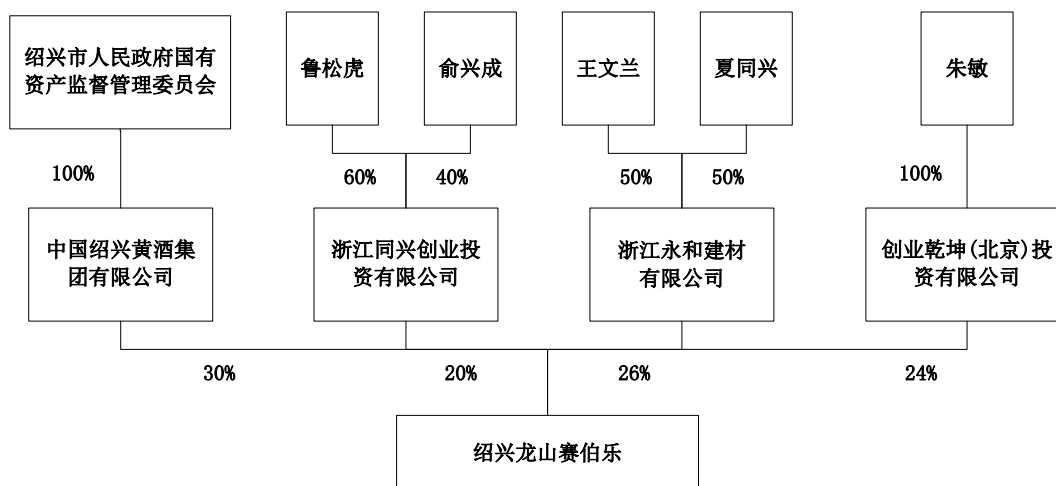 绍兴市人民政府国有
资产监督管理委员会
鲁松虎
俞兴成
王文兰
夏同兴
朱敏
100%
60%
40%
50%
50%
100%
中国绍兴黄酒集
团有限公司
浙江同兴创业投
资有限公司
浙江永和建材
有限公司
创业乾坤(北京)投
资有限公司
30%
20%
26%
24%
绍兴龙山赛伯乐